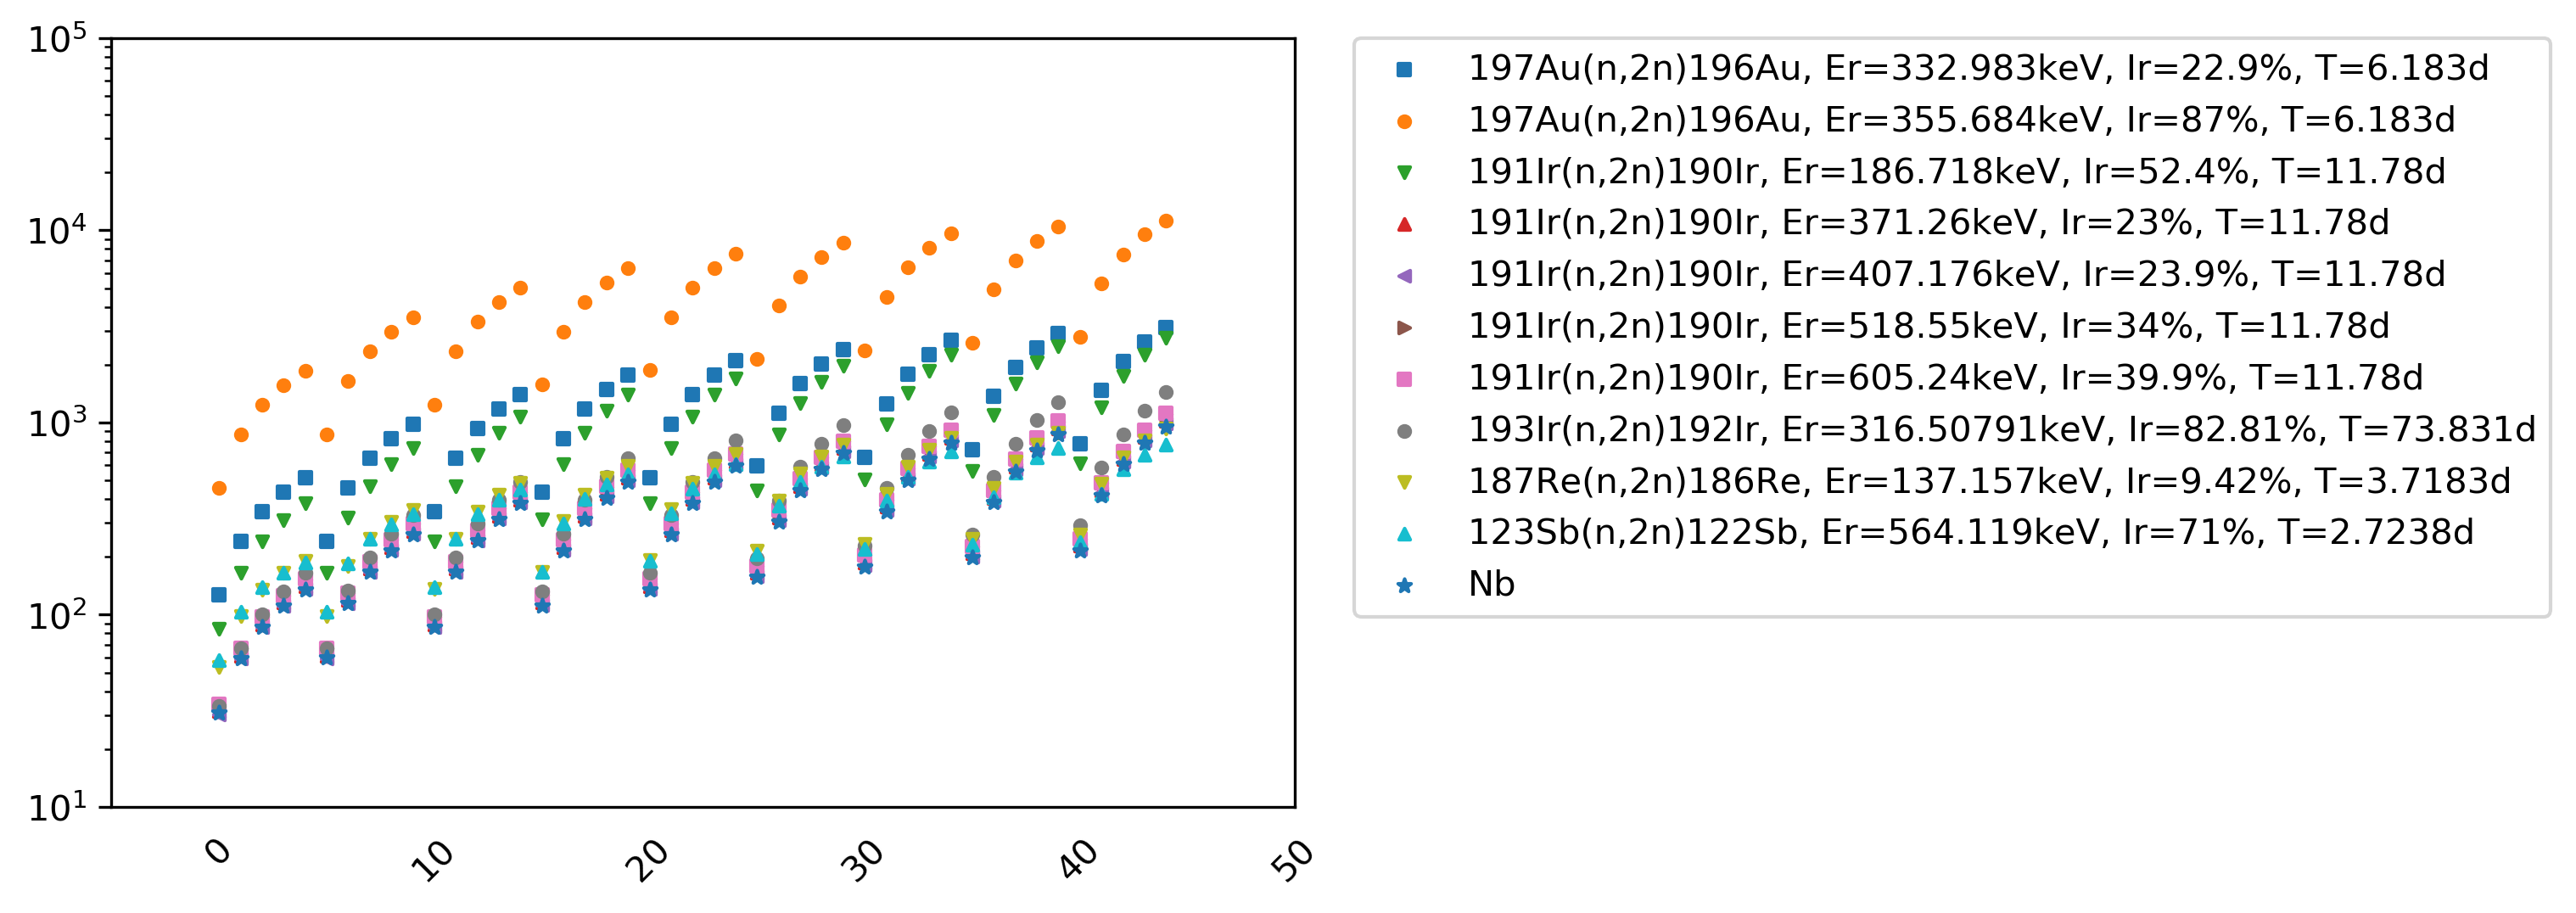 10^5
10^4
10^3
10^2
10^1
0
10
20
30
40
50
197Au(n,2n)196Au, Er=332.983keV, Ir=22.9%, T=6.183d
197Au(n,2n)196Au, Er=355.684keV, Ir=87%, T=6.183d
191Ir(n,2n)190Ir, Er=186.718keV, Ir=52.4%, T=11.78d
191Ir(n,2n)190Ir, Er=371.26keV, Ir=23%, T=11.78d
191Ir(n,2n)190Ir, Er=407.176keV, Ir=23.9%, T=11.78d
191Ir(n,2n)190Ir, Er=518.55keV, Ir=34%, T=11.78d
191Ir(n,2n)190Ir, Er=605.24keV, Ir=39.9%, T=11.78d
193Ir(n,2n)192Ir, Er=316.50791keV, Ir=82.81%, T=73.831d
187Re(n,2n)186Re, Er=137.157keV, Ir=9.42%, T=3.7183d
123Sb(n,2n)122Sb, Er=564.119keV, Ir=71%, T=2.7238d
Nb